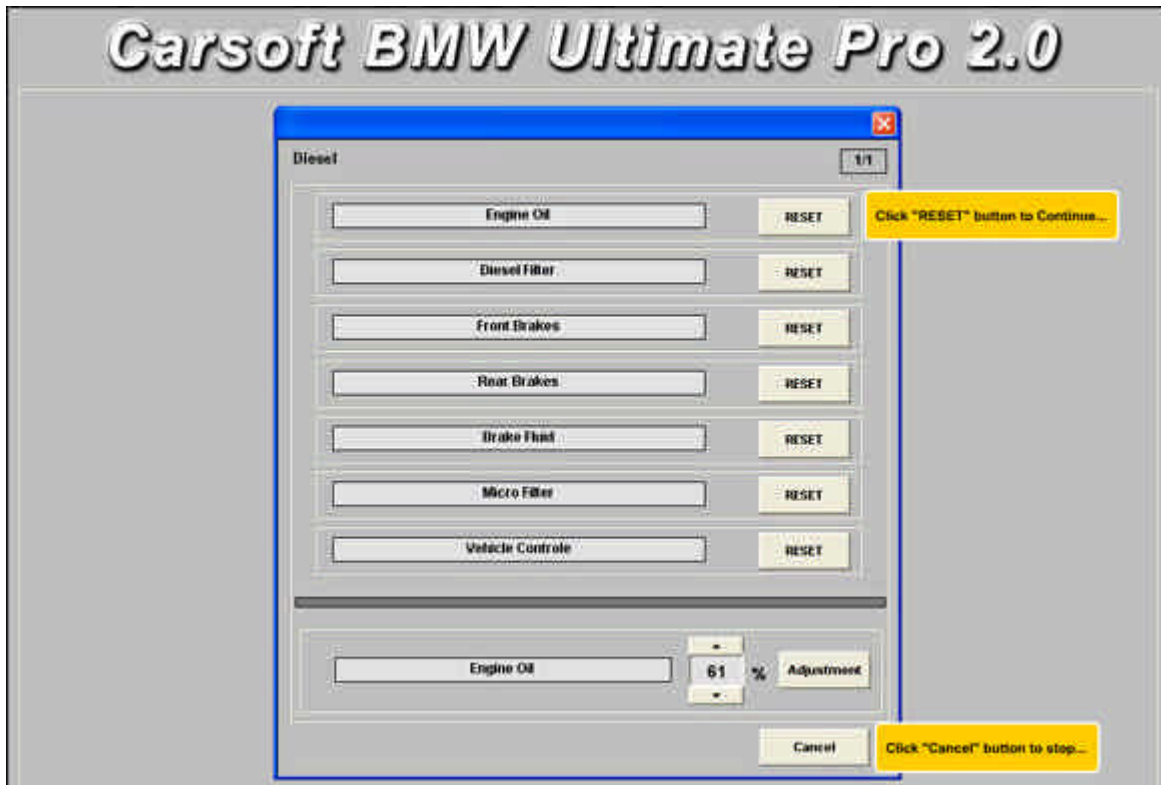 Carsoft BMW Ultimate Pro 2.0
Diesel 1/1
Engine Oil RESET Click "RESET" button to Continue...
Diesel Filter RESET
Front Brakes RESET
Rear Brakes RESET
Brake Fluid RESET
Micro Filter RESET
Vehicle Controle RESET
Engine Oil 61 % Adjustment
Cancel Click "Cancel" button to stop...